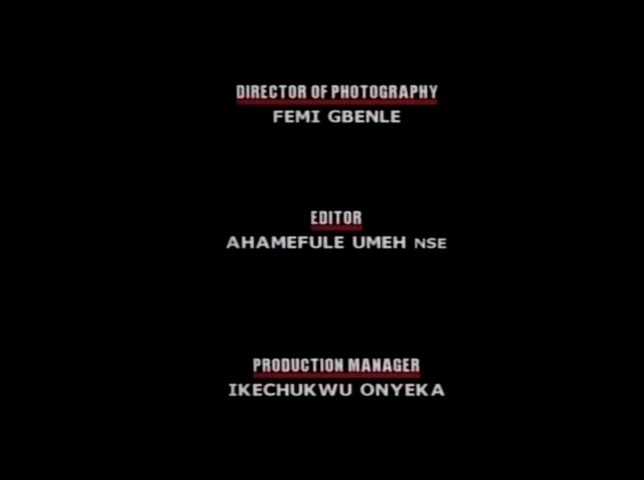 DIRECTOR OF PHOTOGRAPHY
FEMI GBENLE
EDITOR
AHAMEFULE UMEH NSE
PRODUCTION MANAGER
IKECHUKWU ONYEKA